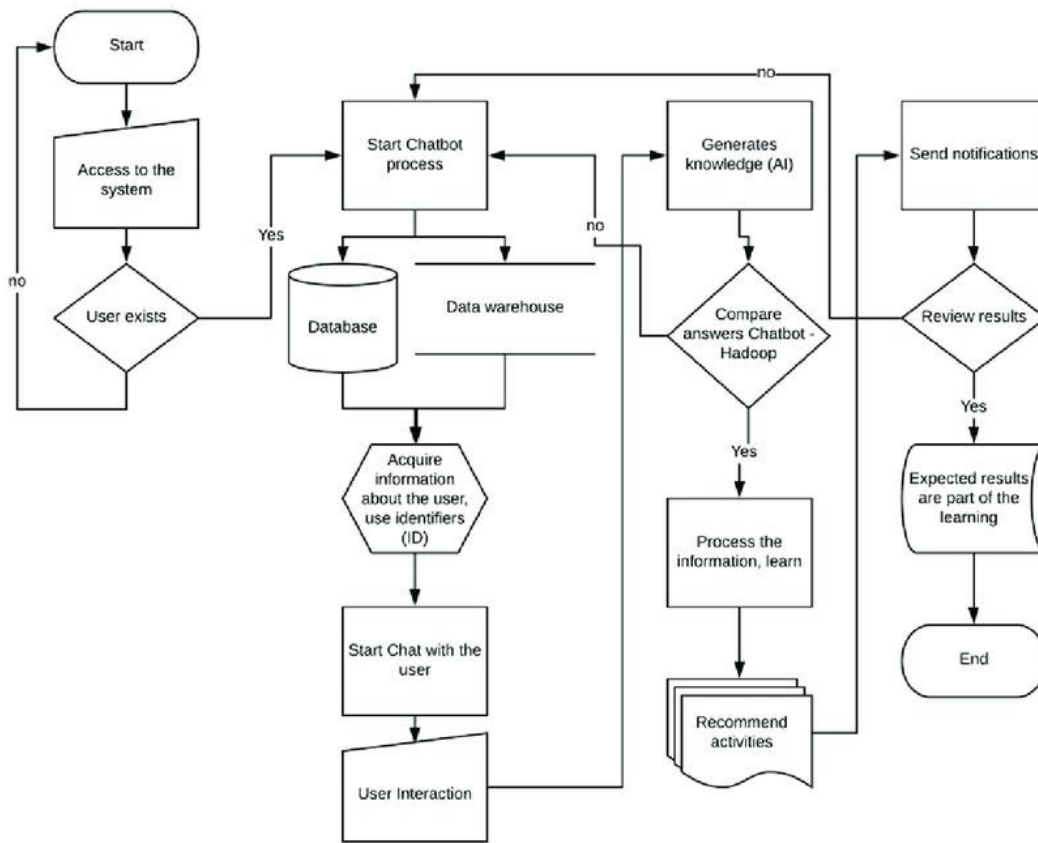 Start
Access to the
system
User exists
no
Yes
Start Chatbot
process
Database
Data warehouse
Acquire
information
about the user,
use identifiers
(ID)
Start Chat with the
user
User Interaction
Generates
knowledge (AI)
no
Compare
answers Chatbot -
Hadoop
Yes
Process the
information, learn
Recommend
activities
Send notifications
no
Review results
Yes
Expected results
are part of the
learning
End